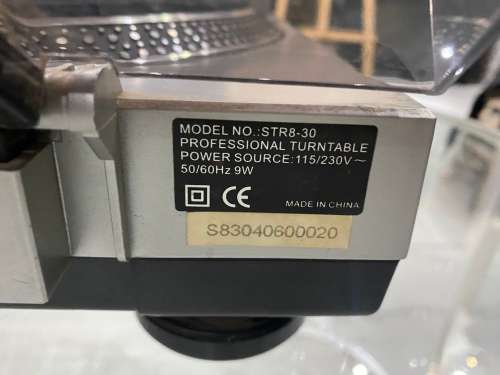 MODEL NO.:STR8-30
PROFESSIONAL TURNTABLE
POWER SOURCE:115/230V～
50/60Hz 9W
CE
MADE IN CHINA
S83040600020